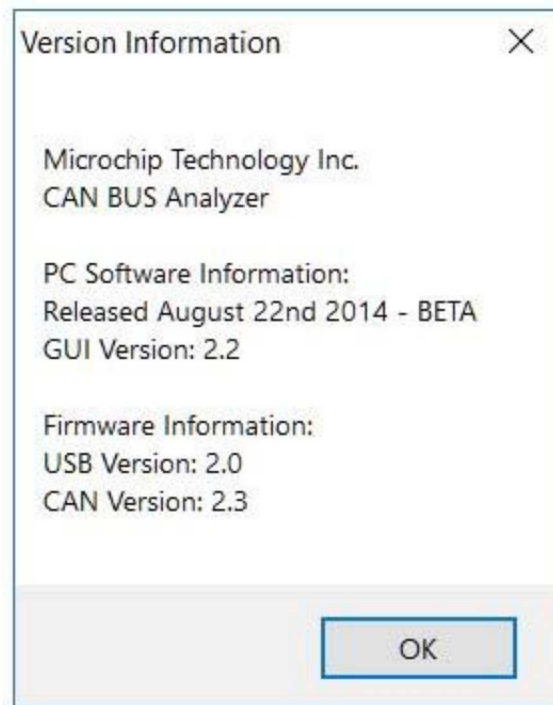 Version Information
Microchip Technology Inc.
CAN BUS Analyzer
PC Software Information:
Released August 22nd 2014 - BETA
GUI Version: 2.2
Firmware Information:
USB Version: 2.0
CAN Version: 2.3
OK